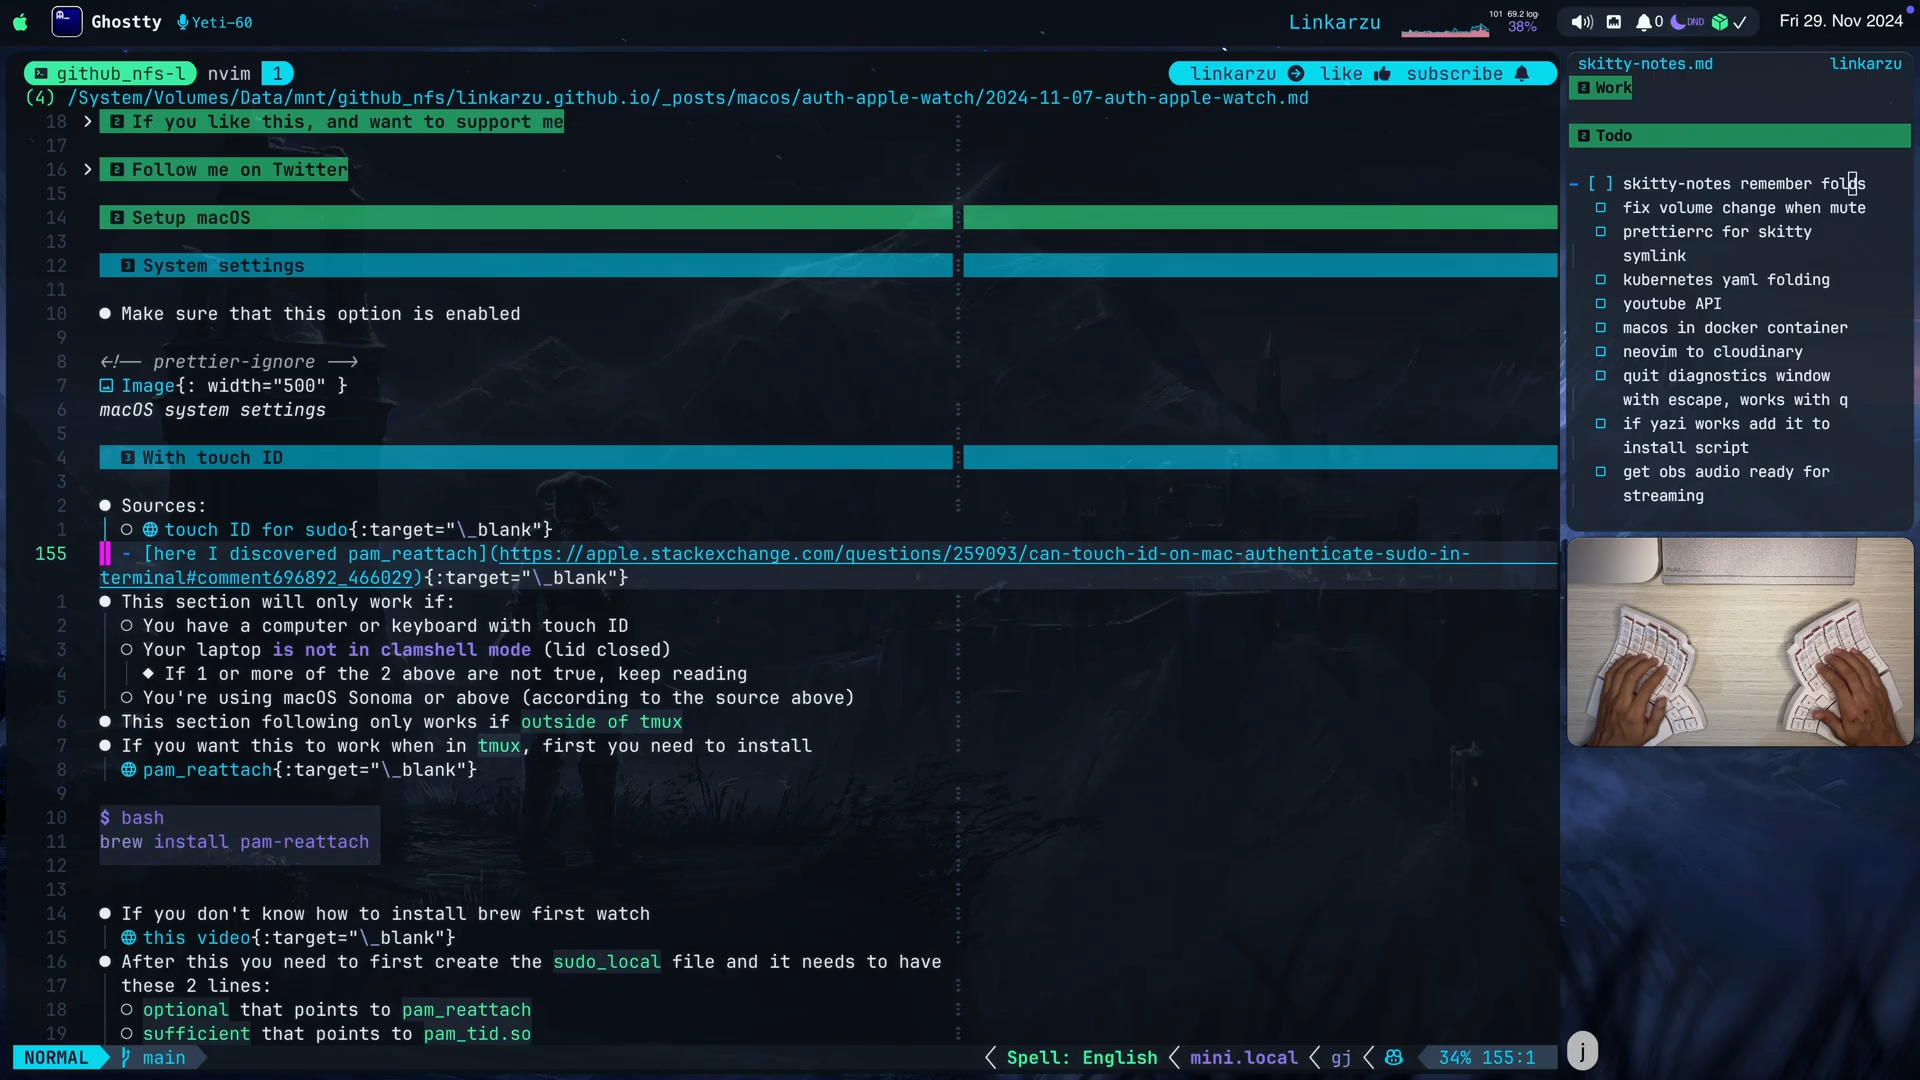 Ghostty Yeti-60 Linkarzu 101 69.2 log 38% 0 DND Fri 29. Nov 2024
github_nfs-l nvim 1 linkarzu like subscribe
(4) /System/Volumes/Data/mnt/github_nfs/linkarzu.github.io/_posts/macos/auth-apple-watch/2024-11-07-auth-apple-watch.md
18 > 2 If you like this, and want to support me
17
16 > 2 Follow me on Twitter
15
14 2 Setup macOS
13
12 3 System settings
11
10 ● Make sure that this option is enabled
9
8 <!-- prettier-ignore -->
7 Image{: width="500" }
6 macOS system settings
5
4 3 With touch ID
3
2 ● Sources:
1 ○ touch ID for sudo{:target="\_blank"}
155 - [here I discovered pam_reattach](https://apple.stackexchange.com/questions/259093/can-touch-id-on-mac-authenticate-sudo-in-
terminal#comment696892_466029){:target="\_blank"}
1 ● This section will only work if:
2 ○ You have a computer or keyboard with touch ID
3 ○ Your laptop is not in clamshell mode (lid closed)
4 ◆ If 1 or more of the 2 above are not true, keep reading
5 ○ You're using macOS Sonoma or above (according to the source above)
6 ● This section following only works if outside of tmux
7 ● If you want this to work when in tmux, first you need to install
8 pam_reattach{:target="\_blank"}
9
10 $ bash
11 brew install pam-reattach
12
13
14 ● If you don't know how to install brew first watch
15 this video{:target="\_blank"}
16 ● After this you need to first create the sudo_local file and it needs to have
17 these 2 lines:
18 ○ optional that points to pam_reattach
19 ○ sufficient that points to pam_tid.so
NORMAL main Spell: English mini.local gj 34% 155:1
skitty-notes.md linkarzu
2 Work
2 Todo
- [ ] skitty-notes remember folds
□ fix volume change when mute
□ prettierrc for skitty
symlink
□ kubernetes yaml folding
□ youtube API
□ macos in docker container
□ neovim to cloudinary
□ quit diagnostics window
with escape, works with q
□ if yazi works add it to
install script
□ get obs audio ready for
streaming
j